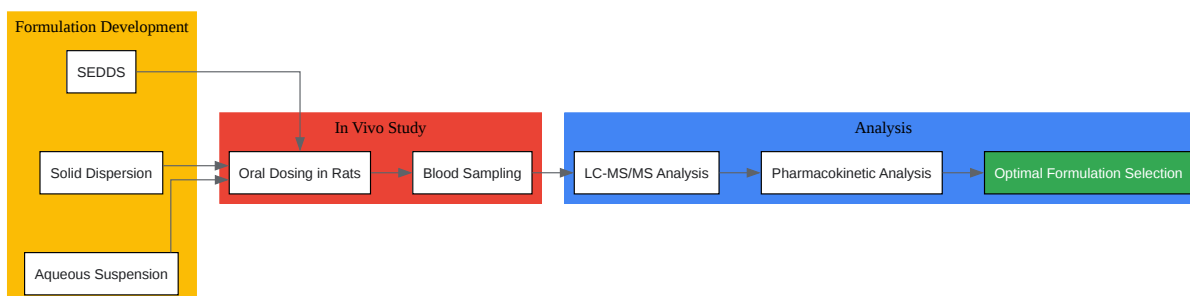 Formulation Development
SEDDS
Solid Dispersion
Aqueous Suspension
In Vivo Study
Oral Dosing in Rats
Blood Sampling
Analysis
LC-MS/MS Analysis
Pharmacokinetic Analysis
Optimal Formulation Selection